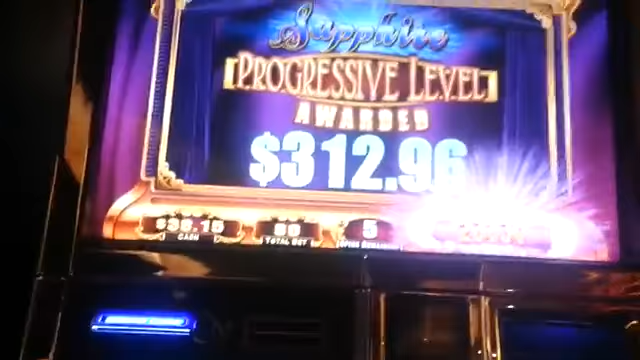 Sapphire
PROGRESSIVE LEVEL
AWARDED
$312.96
5
CASH
TOTAL BET